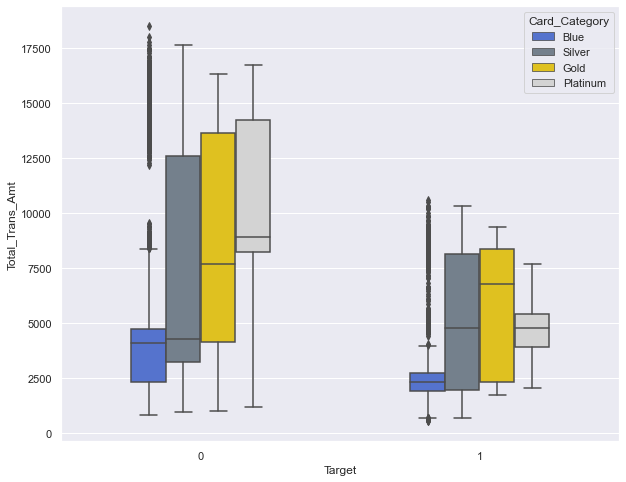 Card_Category
Blue
Silver
Gold
Platinum
17500
15000
12500
10000
7500
5000
2500
0
Total_Trans_Amt
0
1
Target